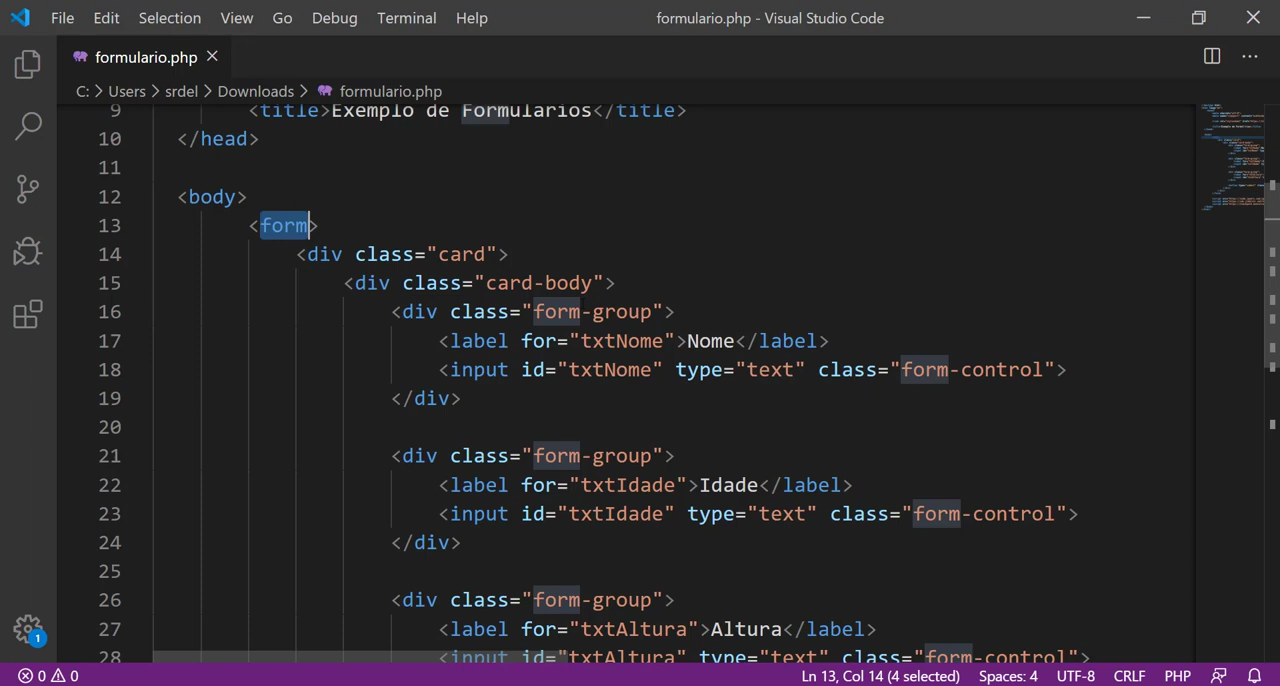 File Edit Selection View Go Debug Terminal Help formulario.php - Visual Studio Code
formulario.php
C: > Users > srdel > Downloads > formulario.php
9 <title>Exemplo de Formularios</title>
10 </head>
11
12 <body>
13 <form>
14 <div class="card">
15 <div class="card-body">
16 <div class="form-group">
17 <label for="txtNome">Nome</label>
18 <input id="txtNome" type="text" class="form-control">
19 </div>
20
21 <div class="form-group">
22 <label for="txtIdade">Idade</label>
23 <input id="txtIdade" type="text" class="form-control">
24 </div>
25
26 <div class="form-group">
27 <label for="txtAltura">Altura</label>
28 <input id="txtAltura" type="text" class="form-control">
1
0 0 Ln 13, Col 14 (4 selected) Spaces: 4 UTF-8 CRLF PHP